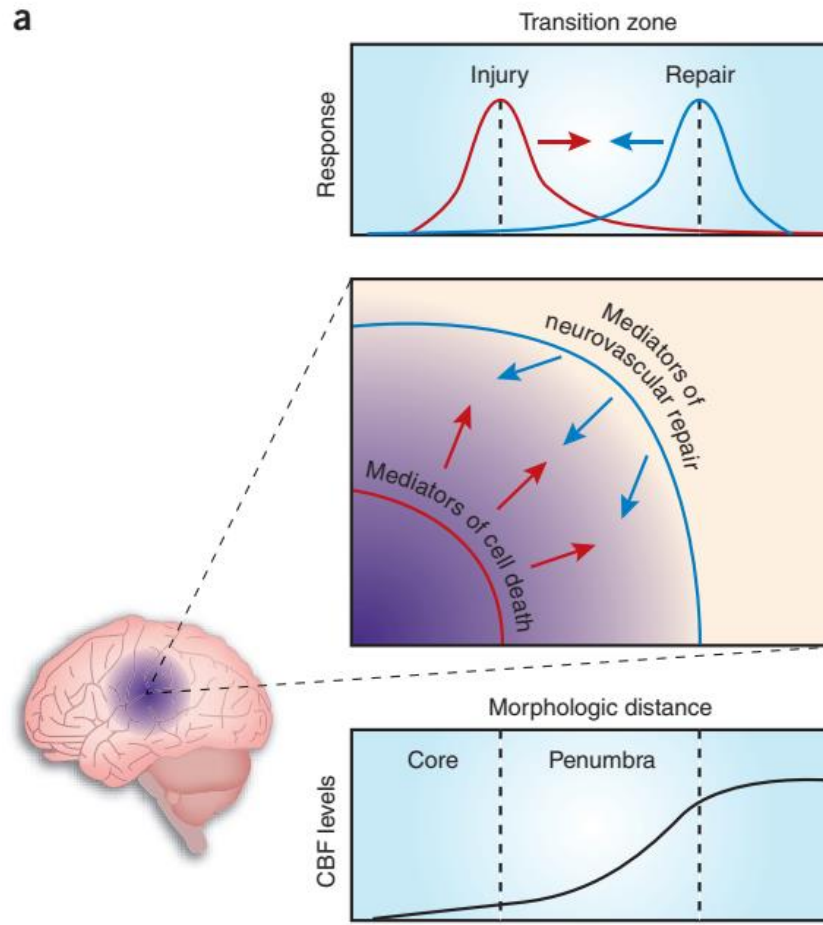 a
Transition zone
Injury
Repair
Response
Mediators of
neurovascular repair
Mediators of cell death
Morphologic distance
Core
Penumbra
CBF levels